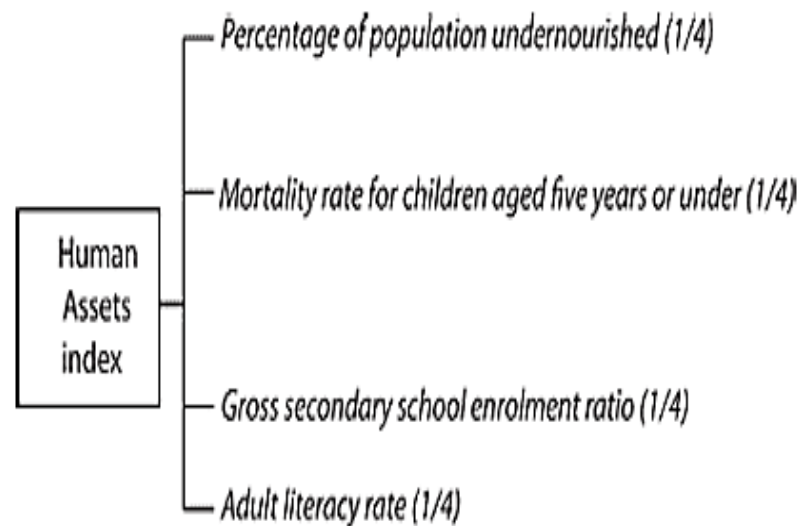 Percentage of population undernourished (1/4)
Mortality rate for children aged five years or under (1/4)
Human
Assets
index
Gross secondary school enrolment ratio (1/4)
Adult literacy rate (1/4)